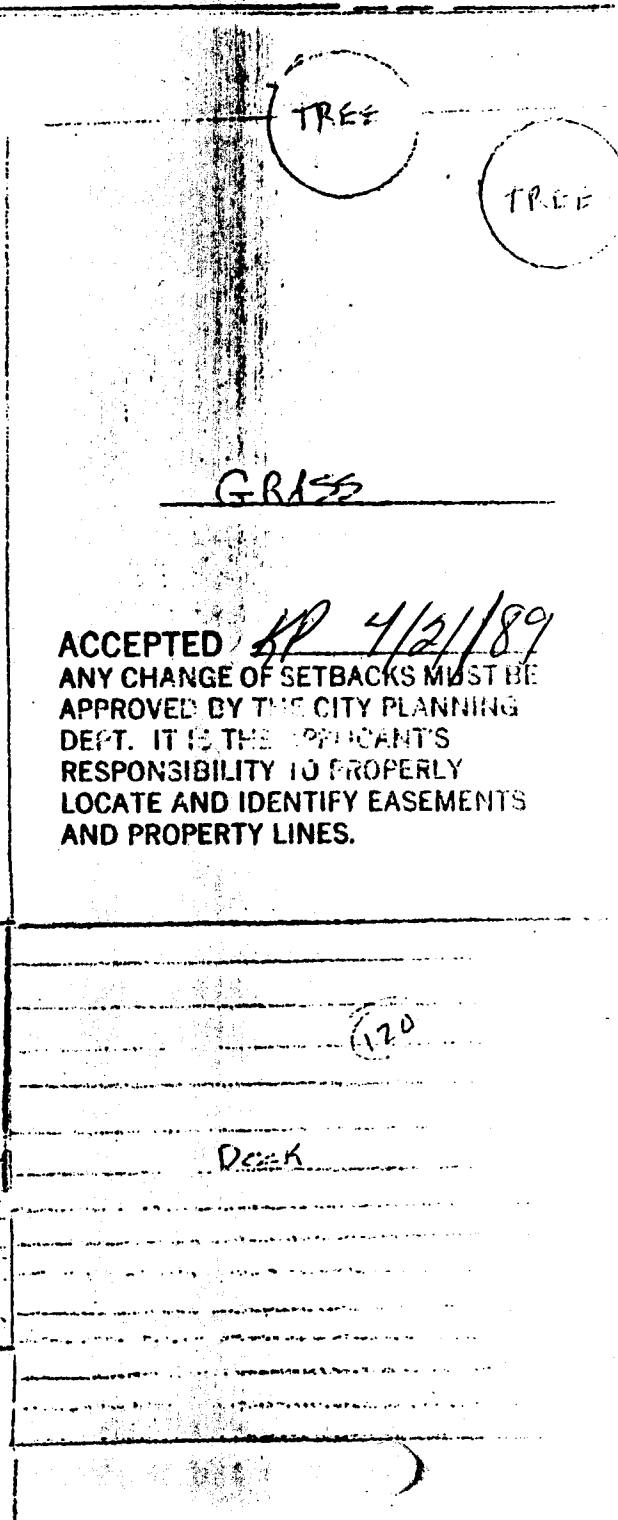 TREE
TREE
GRASS
ACCEPTED KP 4/21/89
ANY CHANGE OF SETBACKS MUST BE
APPROVED BY THE CITY PLANNING
DEPT. IT IS THE APPLICANT'S
RESPONSIBILITY TO PROPERLY
LOCATE AND IDENTIFY EASEMENTS
AND PROPERTY LINES.
120
Deck